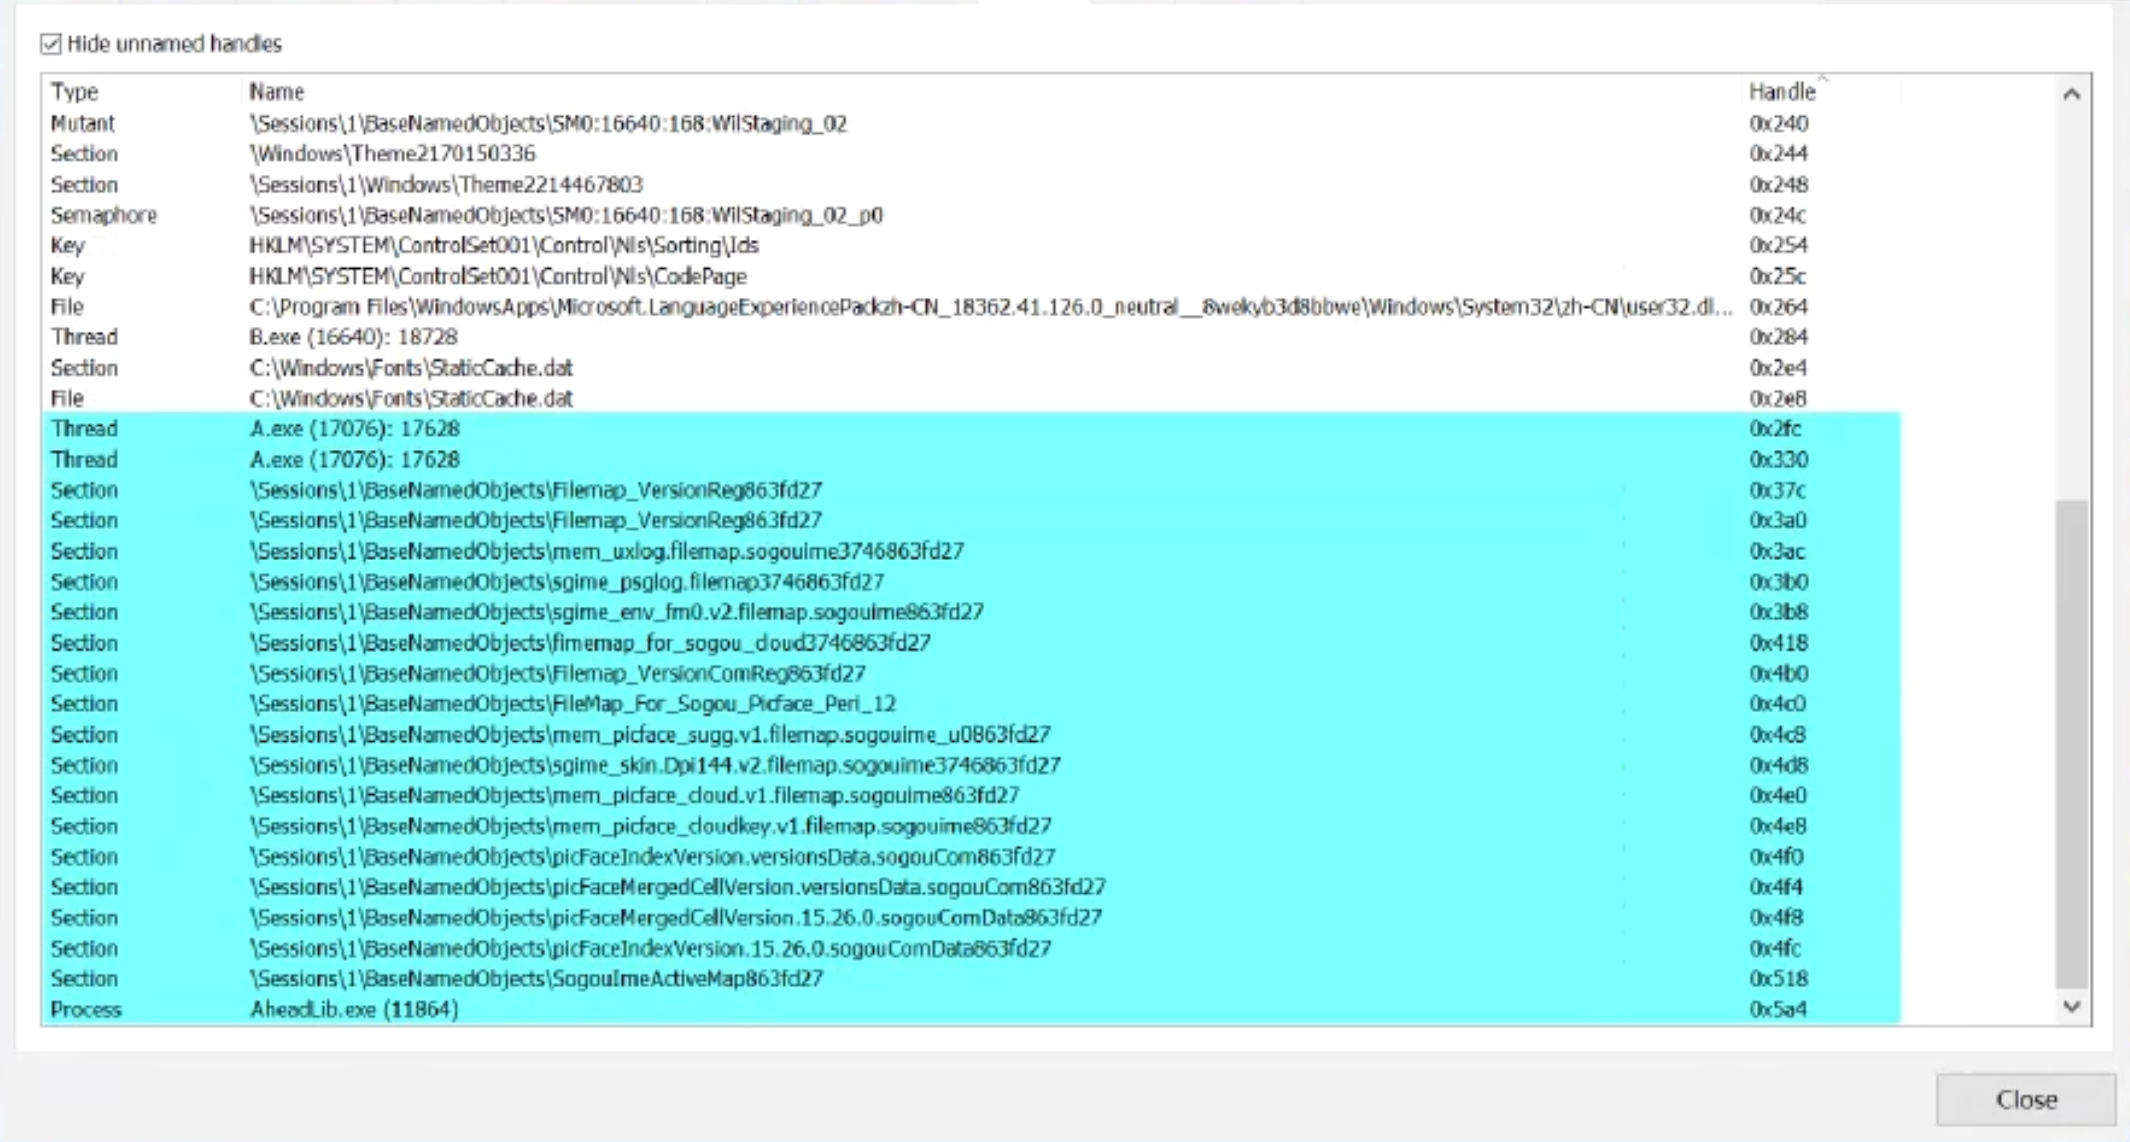 Hide unnamed handles
Type Name Handle
Mutant \Sessions\1\BaseNamedObjects\SM0:16640:168:WilStaging_02 0x240
Section \Windows\Theme2170150336 0x244
Section \Sessions\1\Windows\Theme2214467803 0x248
Semaphore \Sessions\1\BaseNamedObjects\SM0:16640:168:WilStaging_02_p0 0x24c
Key HKLM\SYSTEM\ControlSet001\Control\Nls\Sorting\Ids 0x254
Key HKLM\SYSTEM\ControlSet001\Control\Nls\CodePage 0x25c
File C:\Program Files\WindowsApps\Microsoft.LanguageExperiencePackzh-CN_18362.41.126.0_neutral__8wekyb3d8bbwe\Windows\System32\zh-CN\user32.dl... 0x264
Thread B.exe (16640): 18728 0x284
Section C:\Windows\Fonts\StaticCache.dat 0x2e4
File C:\Windows\Fonts\StaticCache.dat 0x2e8
Thread A.exe (17076): 17628 0x2fc
Thread A.exe (17076): 17628 0x330
Section \Sessions\1\BaseNamedObjects\Filemap_VersionReg863fd27 0x37c
Section \Sessions\1\BaseNamedObjects\Filemap_VersionReg863fd27 0x3a0
Section \Sessions\1\BaseNamedObjects\mem_uxlog.filemap.sogouime3746863fd27 0x3ac
Section \Sessions\1\BaseNamedObjects\sgime_psglog.filemap3746863fd27 0x3b0
Section \Sessions\1\BaseNamedObjects\sgime_env_fm0.v2.filemap.sogouime863fd27 0x3b8
Section \Sessions\1\BaseNamedObjects\fimemap_for_sogou_cloud3746863fd27 0x418
Section \Sessions\1\BaseNamedObjects\Filemap_VersionComReg863fd27 0x4b0
Section \Sessions\1\BaseNamedObjects\FileMap_For_Sogou_Picface_Peri_12 0x4c0
Section \Sessions\1\BaseNamedObjects\mem_picface_sugg.v1.filemap.sogouime_u0863fd27 0x4c8
Section \Sessions\1\BaseNamedObjects\sgime_skin.Dpi144.v2.filemap.sogouime3746863fd27 0x4d8
Section \Sessions\1\BaseNamedObjects\mem_picface_cloud.v1.filemap.sogouime863fd27 0x4e0
Section \Sessions\1\BaseNamedObjects\mem_picface_cloudkey.v1.filemap.sogouime863fd27 0x4e8
Section \Sessions\1\BaseNamedObjects\picFaceIndexVersion.versionsData.sogouCom863fd27 0x4f0
Section \Sessions\1\BaseNamedObjects\picFaceMergedCellVersion.versionsData.sogouCom863fd27 0x4f4
Section \Sessions\1\BaseNamedObjects\picFaceMergedCellVersion.15.26.0.sogouComData863fd27 0x4f8
Section \Sessions\1\BaseNamedObjects\picFaceIndexVersion.15.26.0.sogouComData863fd27 0x4fc
Section \Sessions\1\BaseNamedObjects\SogouImeActiveMap863fd27 0x518
Process AheadLib.exe (11864) 0x5a4
Close